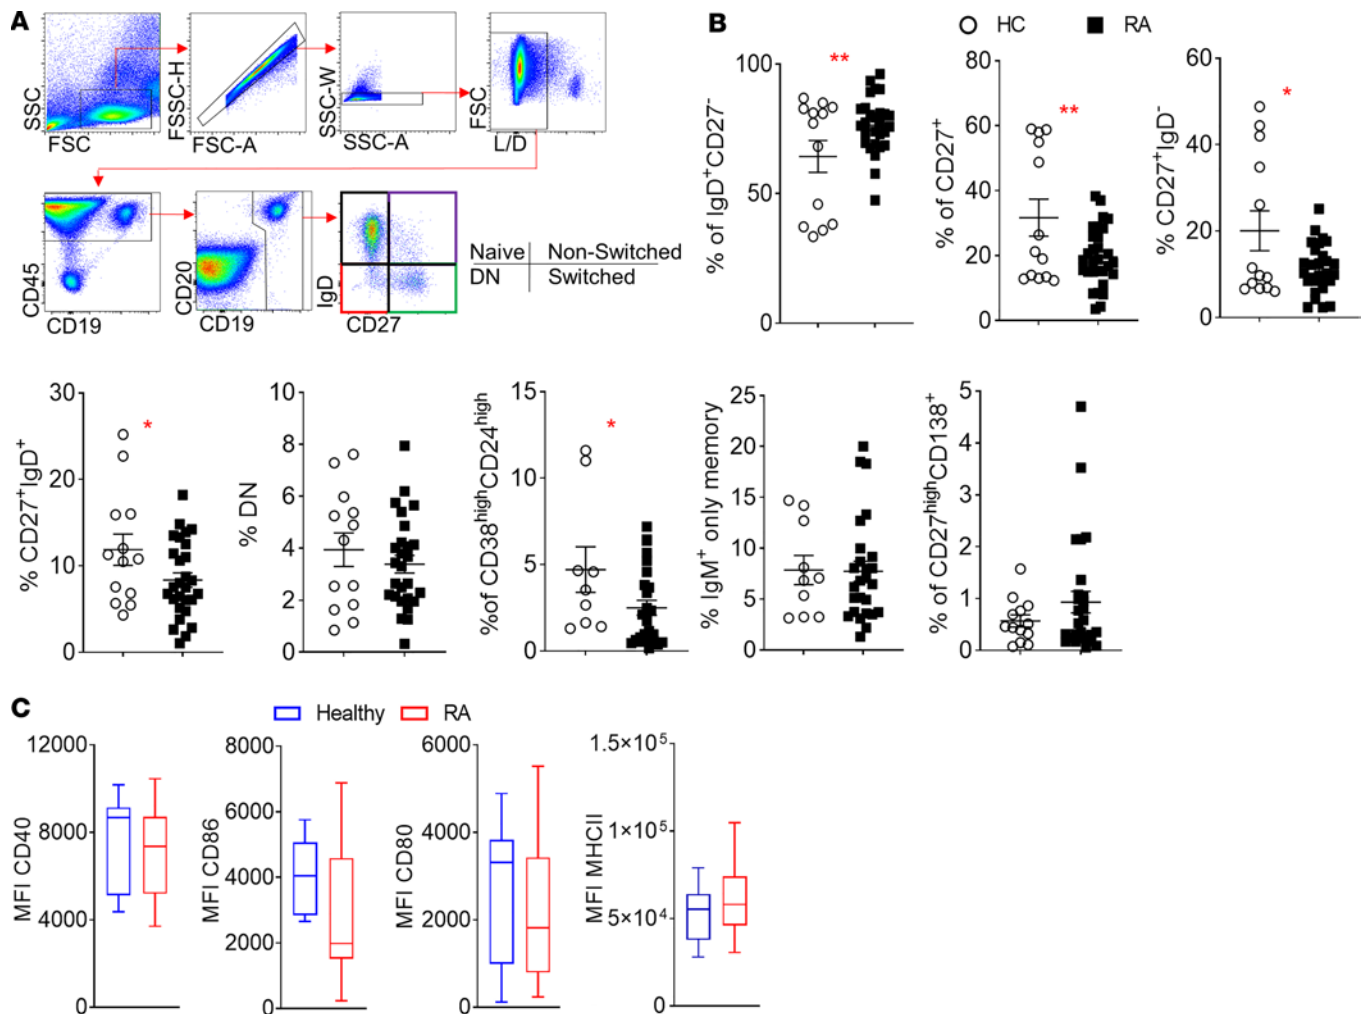 A
SSC
FSC
FSSC-H
FSC-A
SSC-W
SSC-A
FSC
L/D
CD45
CD19
CD20
CD19
IgD
CD27
Naive Non-Switched
DN Switched
B
HC RA
% of IgD⁺CD27⁻
100
50
0
**
% of CD27⁺
80
60
40
20
0
**
% CD27⁺IgD⁻
60
40
20
0
*
% CD27⁺IgD⁺
30
20
10
0
*
% DN
10
8
6
4
2
0
%of CD38ʰⁱᵍʰCD24ʰⁱᵍʰ
15
10
5
0
*
% IgM⁺ only memory
25
20
15
10
5
0
% of CD27ʰⁱᵍʰCD138⁺
5
4
3
2
1
0
C
Healthy RA
MFI CD40
12000
8000
4000
0
MFI CD86
8000
6000
4000
2000
0
MFI CD80
6000
4000
2000
0
MFI MHCII
1.5×10⁵
1×10⁵
5×10⁴
0